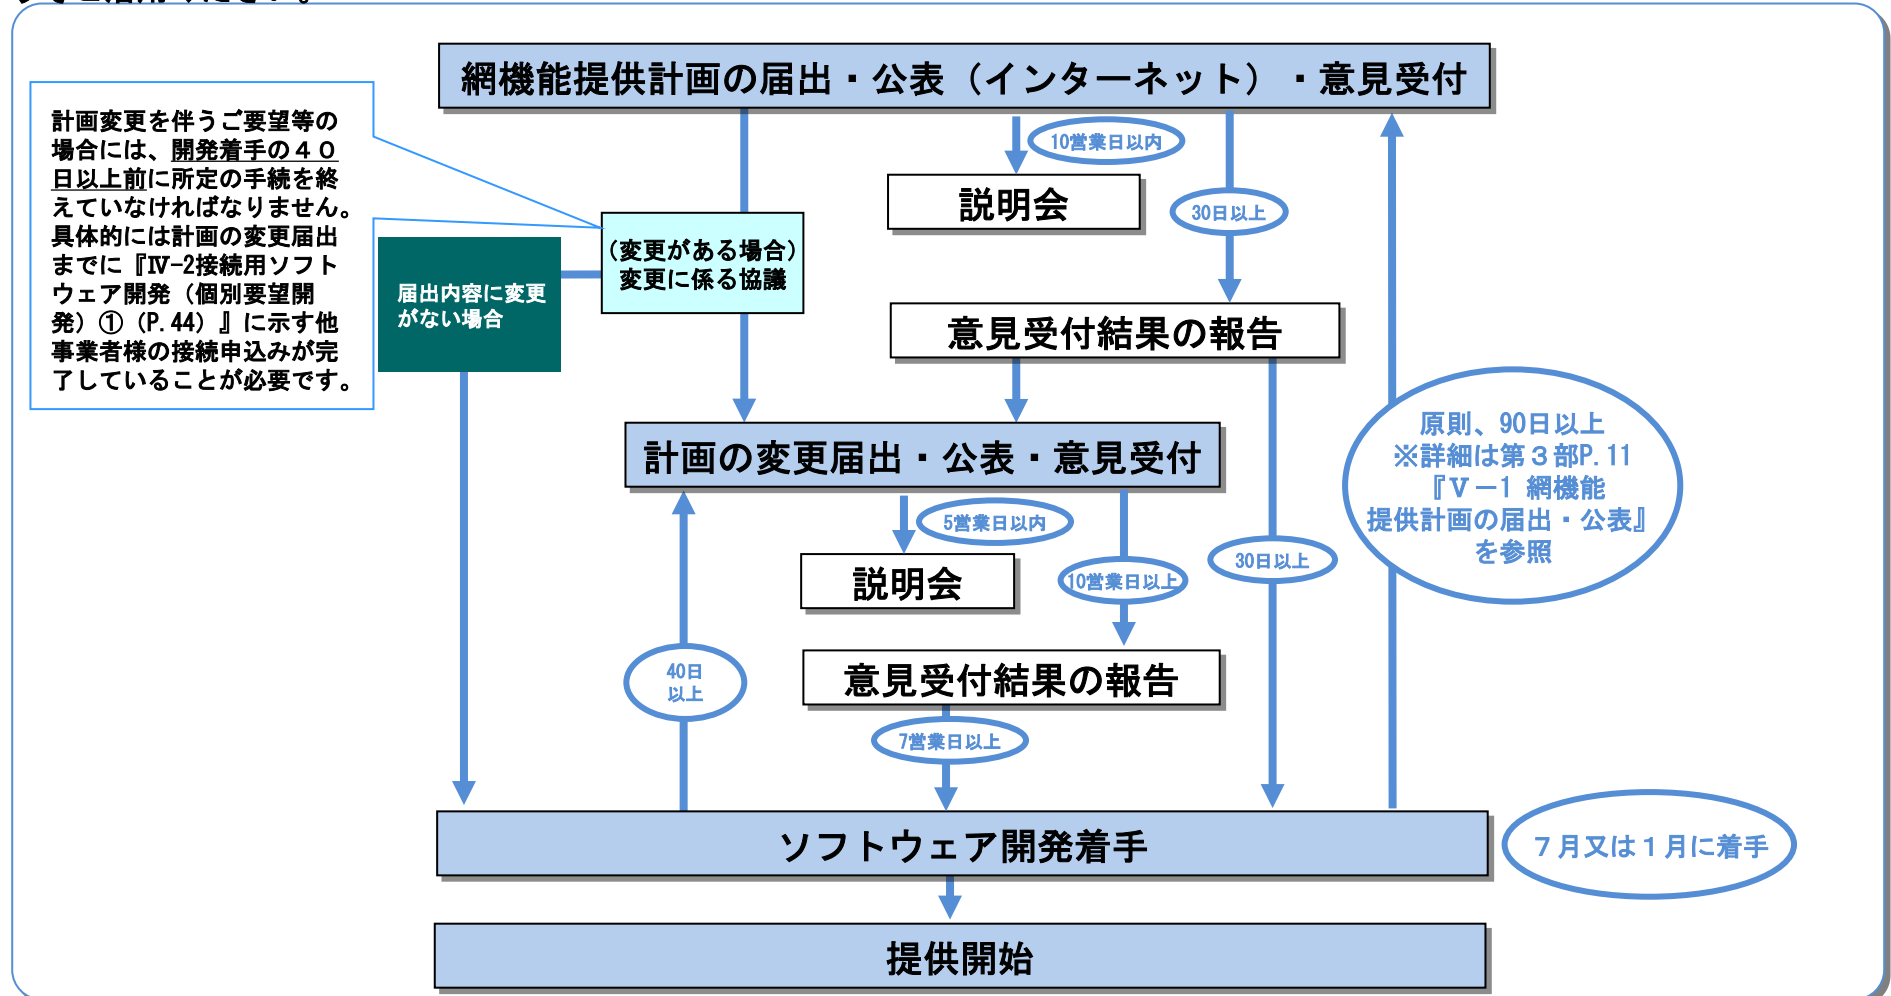 網機能提供計画の届出・公表（インターネット）・意見受付
計画変更を伴うご要望等の
場合には、開発着手の４０
日以上前に所定の手続を終
えていなければなりません。
具体的には計画の変更届出
までに『Ⅳ-2接続用ソフト
ウェア開発（個別要望開
発）①（P.44）』に示す他
事業者様の接続申込みが完
了していることが必要です。
10営業日以内
説明会
30日以上
（変更がある場合）
変更に係る協議
届出内容に変更
がない場合
意見受付結果の報告
原則、90日以上
※詳細は第３部P.11
『Ⅴ－1 網機能
提供計画の届出・公表』
を参照
計画の変更届出・公表・意見受付
5営業日以内
説明会
10営業日以上
30日以上
40日
以上
意見受付結果の報告
7営業日以上
ソフトウェア開発着手
７月又は１月に着手
提供開始